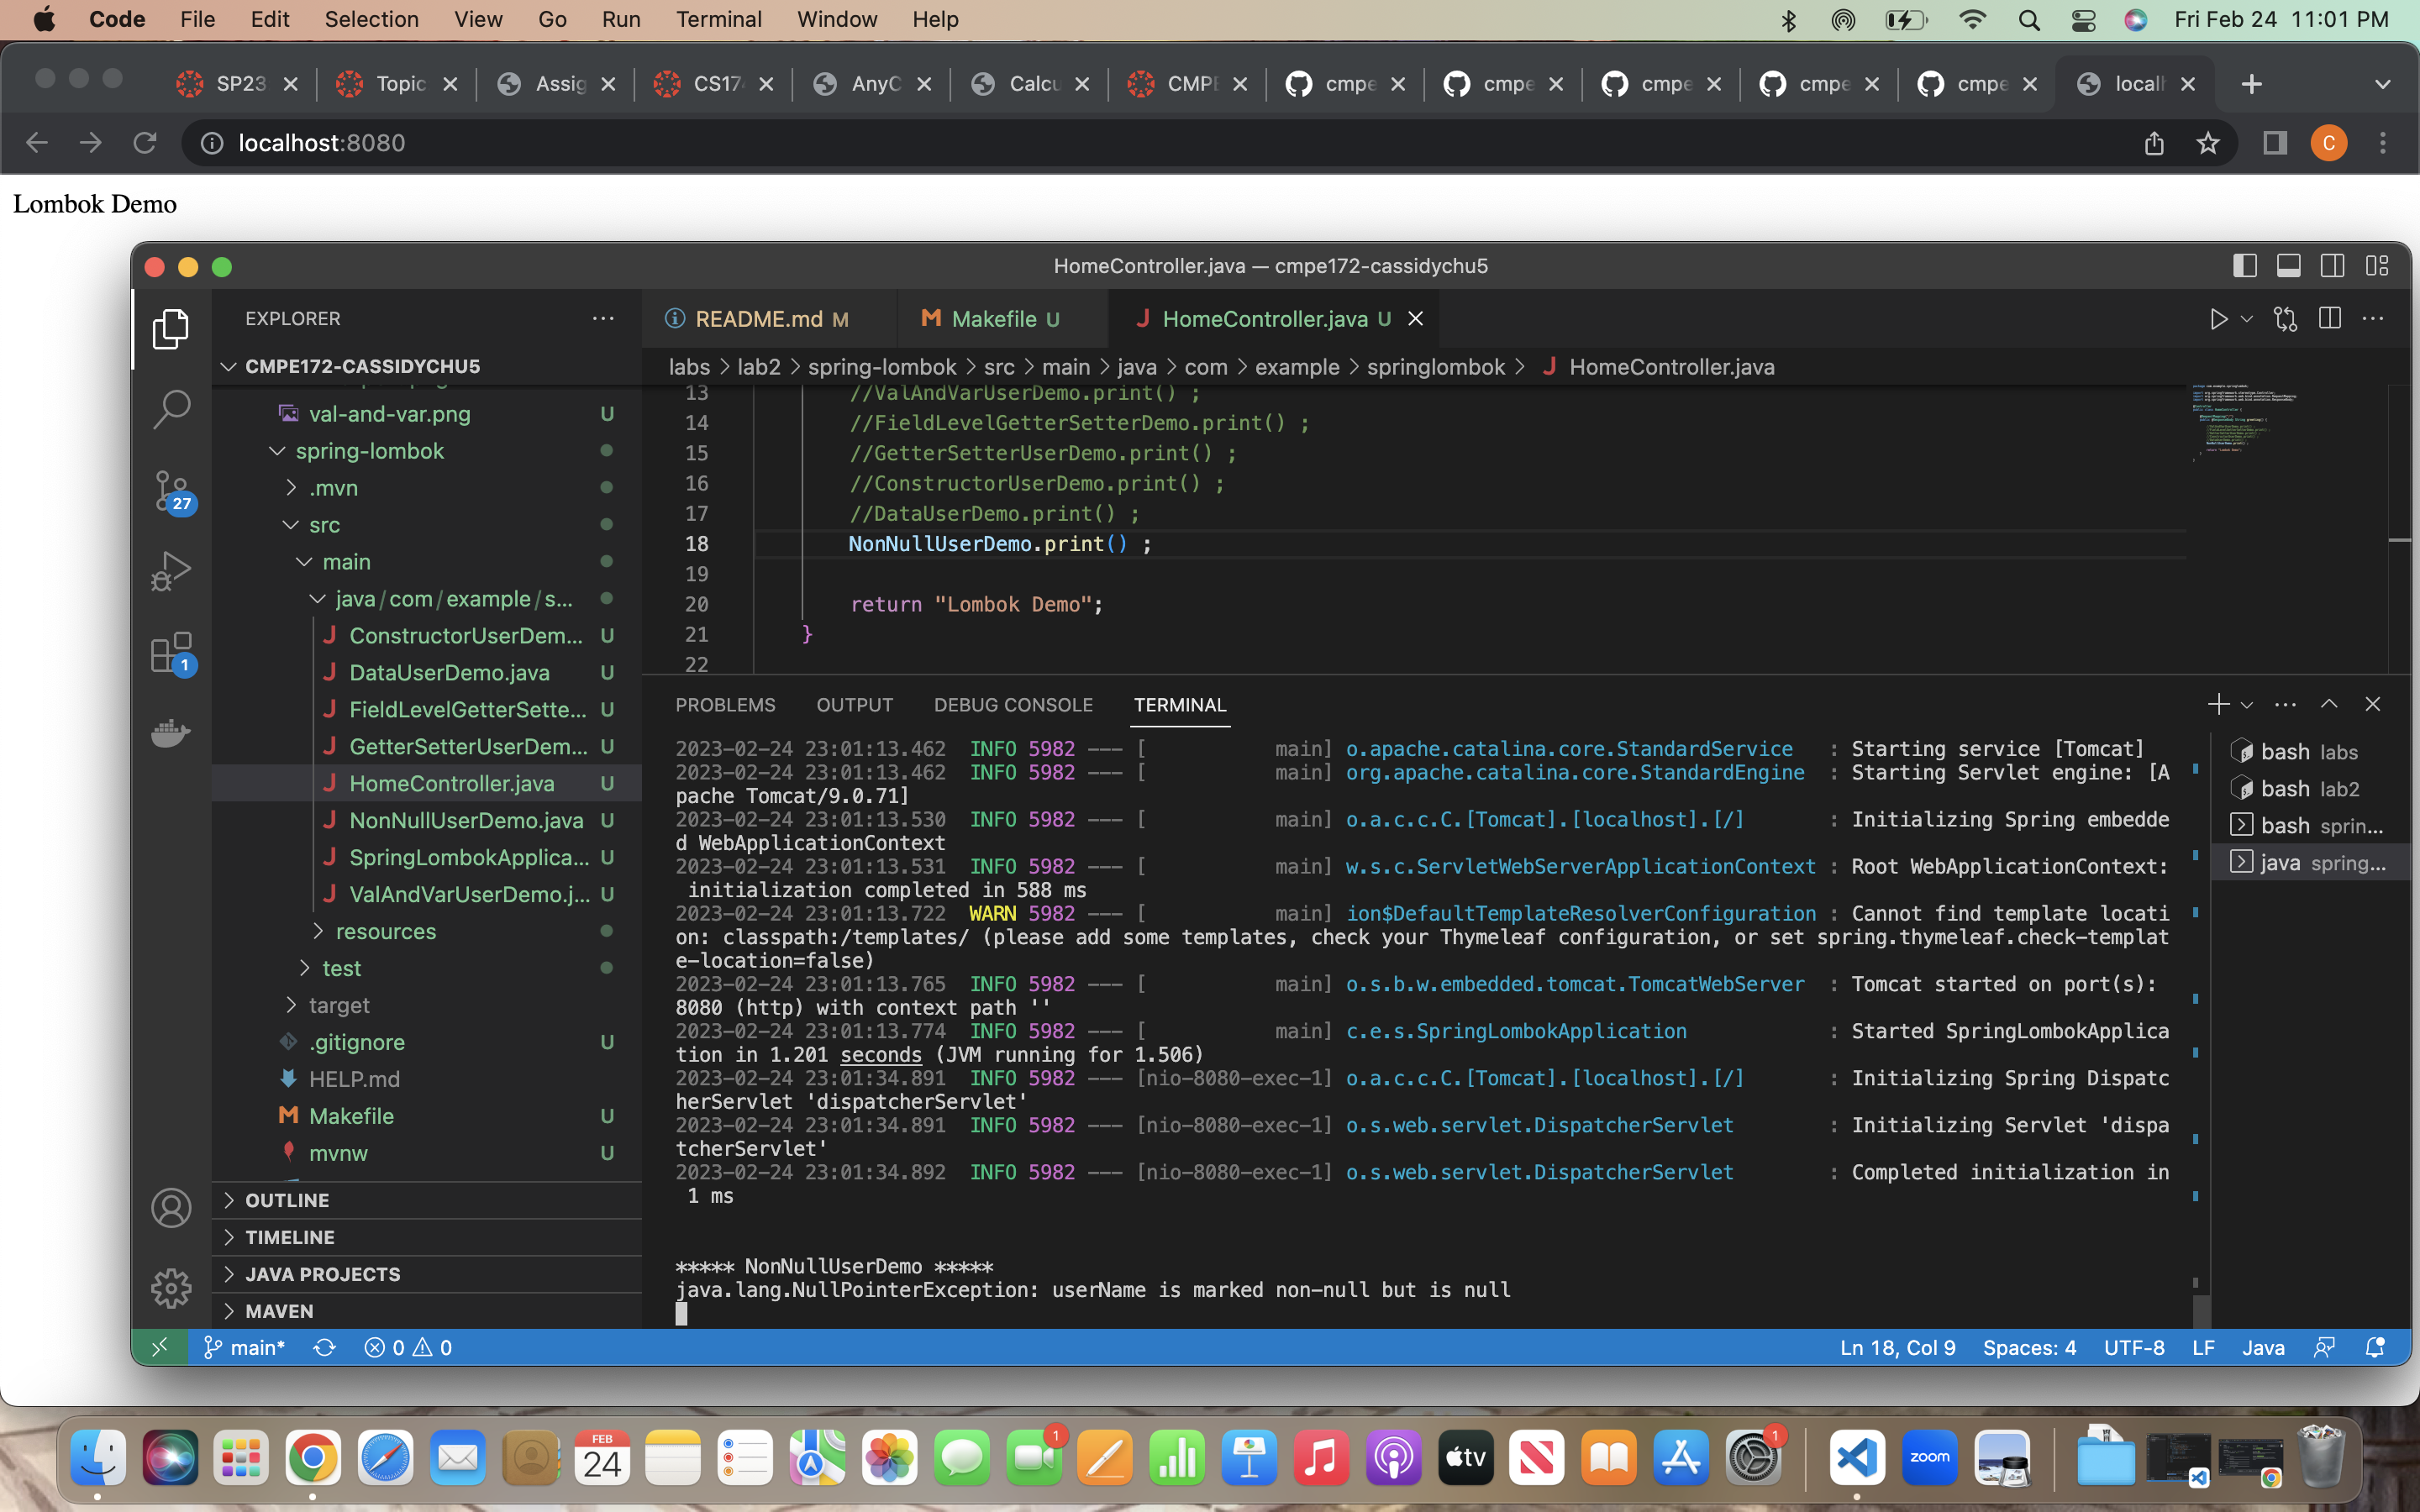 Code File Edit Selection View Go Run Terminal Window Help Fri Feb 24 11:01 PM
SP23 Topic Assig CS174 AnyC Calcu CMPE cmpe cmpe cmpe cmpe cmpe localh
localhost:8080 C
Lombok Demo
HomeController.java — cmpe172-cassidychu5
EXPLORER
README.md M Makefile U HomeController.java U
CMPE172-CASSIDYCHU5
labs > lab2 > spring-lombok > src > main > java > com > example > springlombok > HomeController.java
val-and-var.png U
spring-lombok
.mvn
src
main
java/com/example/s...
ConstructorUserDem... U
DataUserDemo.java U
FieldLevelGetterSette... U
GetterSetterUserDem... U
HomeController.java U
NonNullUserDemo.java U
SpringLombokApplica... U
ValAndVarUserDemo.j... U
resources
test
target
.gitignore U
HELP.md
Makefile U
mvnw U
OUTLINE
TIMELINE
JAVA PROJECTS
MAVEN
27
1
13 //ValAndVarUserDemo.print() ;
14 //FieldLevelGetterSetterDemo.print() ;
15 //GetterSetterUserDemo.print() ;
16 //ConstructorUserDemo.print() ;
17 //DataUserDemo.print() ;
18 NonNullUserDemo.print() ;
19
20 return "Lombok Demo";
21 }
22
PROBLEMS OUTPUT DEBUG CONSOLE TERMINAL
2023-02-24 23:01:13.462 INFO 5982 --- [ main] o.apache.catalina.core.StandardService : Starting service [Tomcat]
2023-02-24 23:01:13.462 INFO 5982 --- [ main] org.apache.catalina.core.StandardEngine : Starting Servlet engine: [A
pache Tomcat/9.0.71]
2023-02-24 23:01:13.530 INFO 5982 --- [ main] o.a.c.c.C.[Tomcat].[localhost].[/] : Initializing Spring embedde
d WebApplicationContext
2023-02-24 23:01:13.531 INFO 5982 --- [ main] w.s.c.ServletWebServerApplicationContext : Root WebApplicationContext:
initialization completed in 588 ms
2023-02-24 23:01:13.722 WARN 5982 --- [ main] ion$DefaultTemplateResolverConfiguration : Cannot find template locati
on: classpath:/templates/ (please add some templates, check your Thymeleaf configuration, or set spring.thymeleaf.check-templat
e-location=false)
2023-02-24 23:01:13.765 INFO 5982 --- [ main] o.s.b.w.embedded.tomcat.TomcatWebServer : Tomcat started on port(s):
8080 (http) with context path ''
2023-02-24 23:01:13.774 INFO 5982 --- [ main] c.e.s.SpringLombokApplication : Started SpringLombokApplica
tion in 1.201 seconds (JVM running for 1.506)
2023-02-24 23:01:34.891 INFO 5982 --- [nio-8080-exec-1] o.a.c.c.C.[Tomcat].[localhost].[/] : Initializing Spring Dispatc
herServlet 'dispatcherServlet'
2023-02-24 23:01:34.891 INFO 5982 --- [nio-8080-exec-1] o.s.web.servlet.DispatcherServlet : Initializing Servlet 'dispa
tcherServlet'
2023-02-24 23:01:34.892 INFO 5982 --- [nio-8080-exec-1] o.s.web.servlet.DispatcherServlet : Completed initialization in
1 ms
***** NonNullUserDemo *****
java.lang.NullPointerException: userName is marked non-null but is null
bash labs
bash lab2
bash sprin...
java spring...
main* 0 0 Ln 18, Col 9 Spaces: 4 UTF-8 LF Java
FEB
24
1
tv
1
zoom